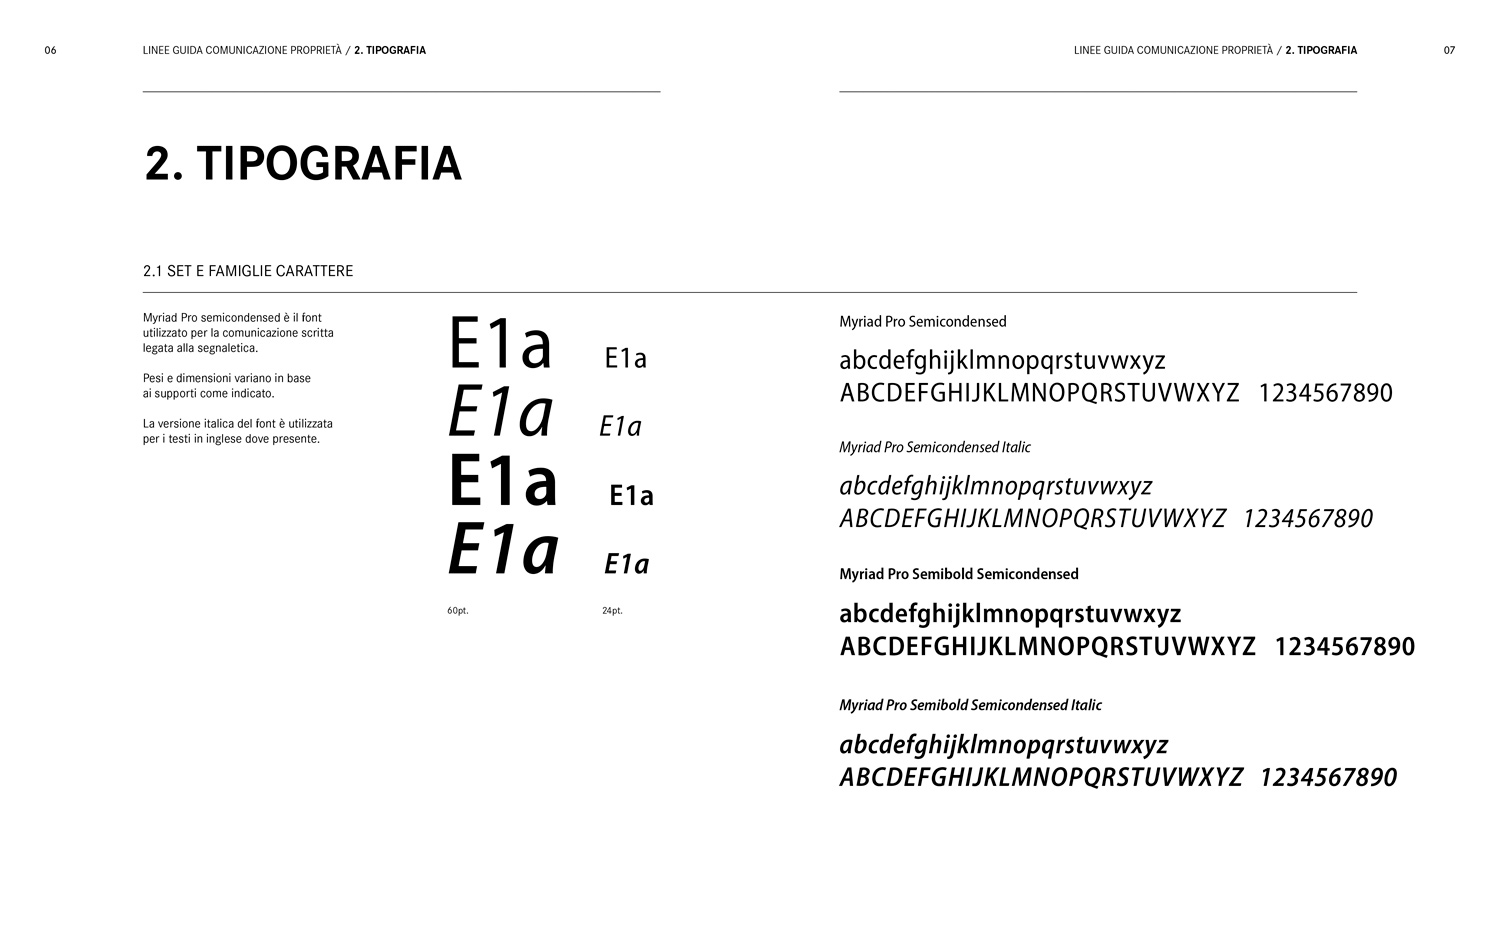 06
LINEE GUIDA COMUNICAZIONE PROPRIETÀ / 2. TIPOGRAFIA
LINEE GUIDA COMUNICAZIONE PROPRIETÀ / 2. TIPOGRAFIA
07
2. TIPOGRAFIA
2.1 SET E FAMIGLIE CARATTERE
Myriad Pro semicondensed è il font
utilizzato per la comunicazione scritta
legata alla segnaletica.
Pesi e dimensioni variano in base
ai supporti come indicato.
La versione italica del font è utilizzata
per i testi in inglese dove presente.
E1a
E1a
E1a
E1a
E1a
E1a
E1a
E1a
60pt.
24pt.
Myriad Pro Semicondensed
abcdefghijklmnopqrstuvwxyz
ABCDEFGHIJKLMNOPQRSTUVWXYZ 1234567890
Myriad Pro Semicondensed Italic
abcdefghijklmnopqrstuvwxyz
ABCDEFGHIJKLMNOPQRSTUVWXYZ 1234567890
Myriad Pro Semibold Semicondensed
abcdefghijklmnopqrstuvwxyz
ABCDEFGHIJKLMNOPQRSTUVWXYZ 1234567890
Myriad Pro Semibold Semicondensed Italic
abcdefghijklmnopqrstuvwxyz
ABCDEFGHIJKLMNOPQRSTUVWXYZ 1234567890